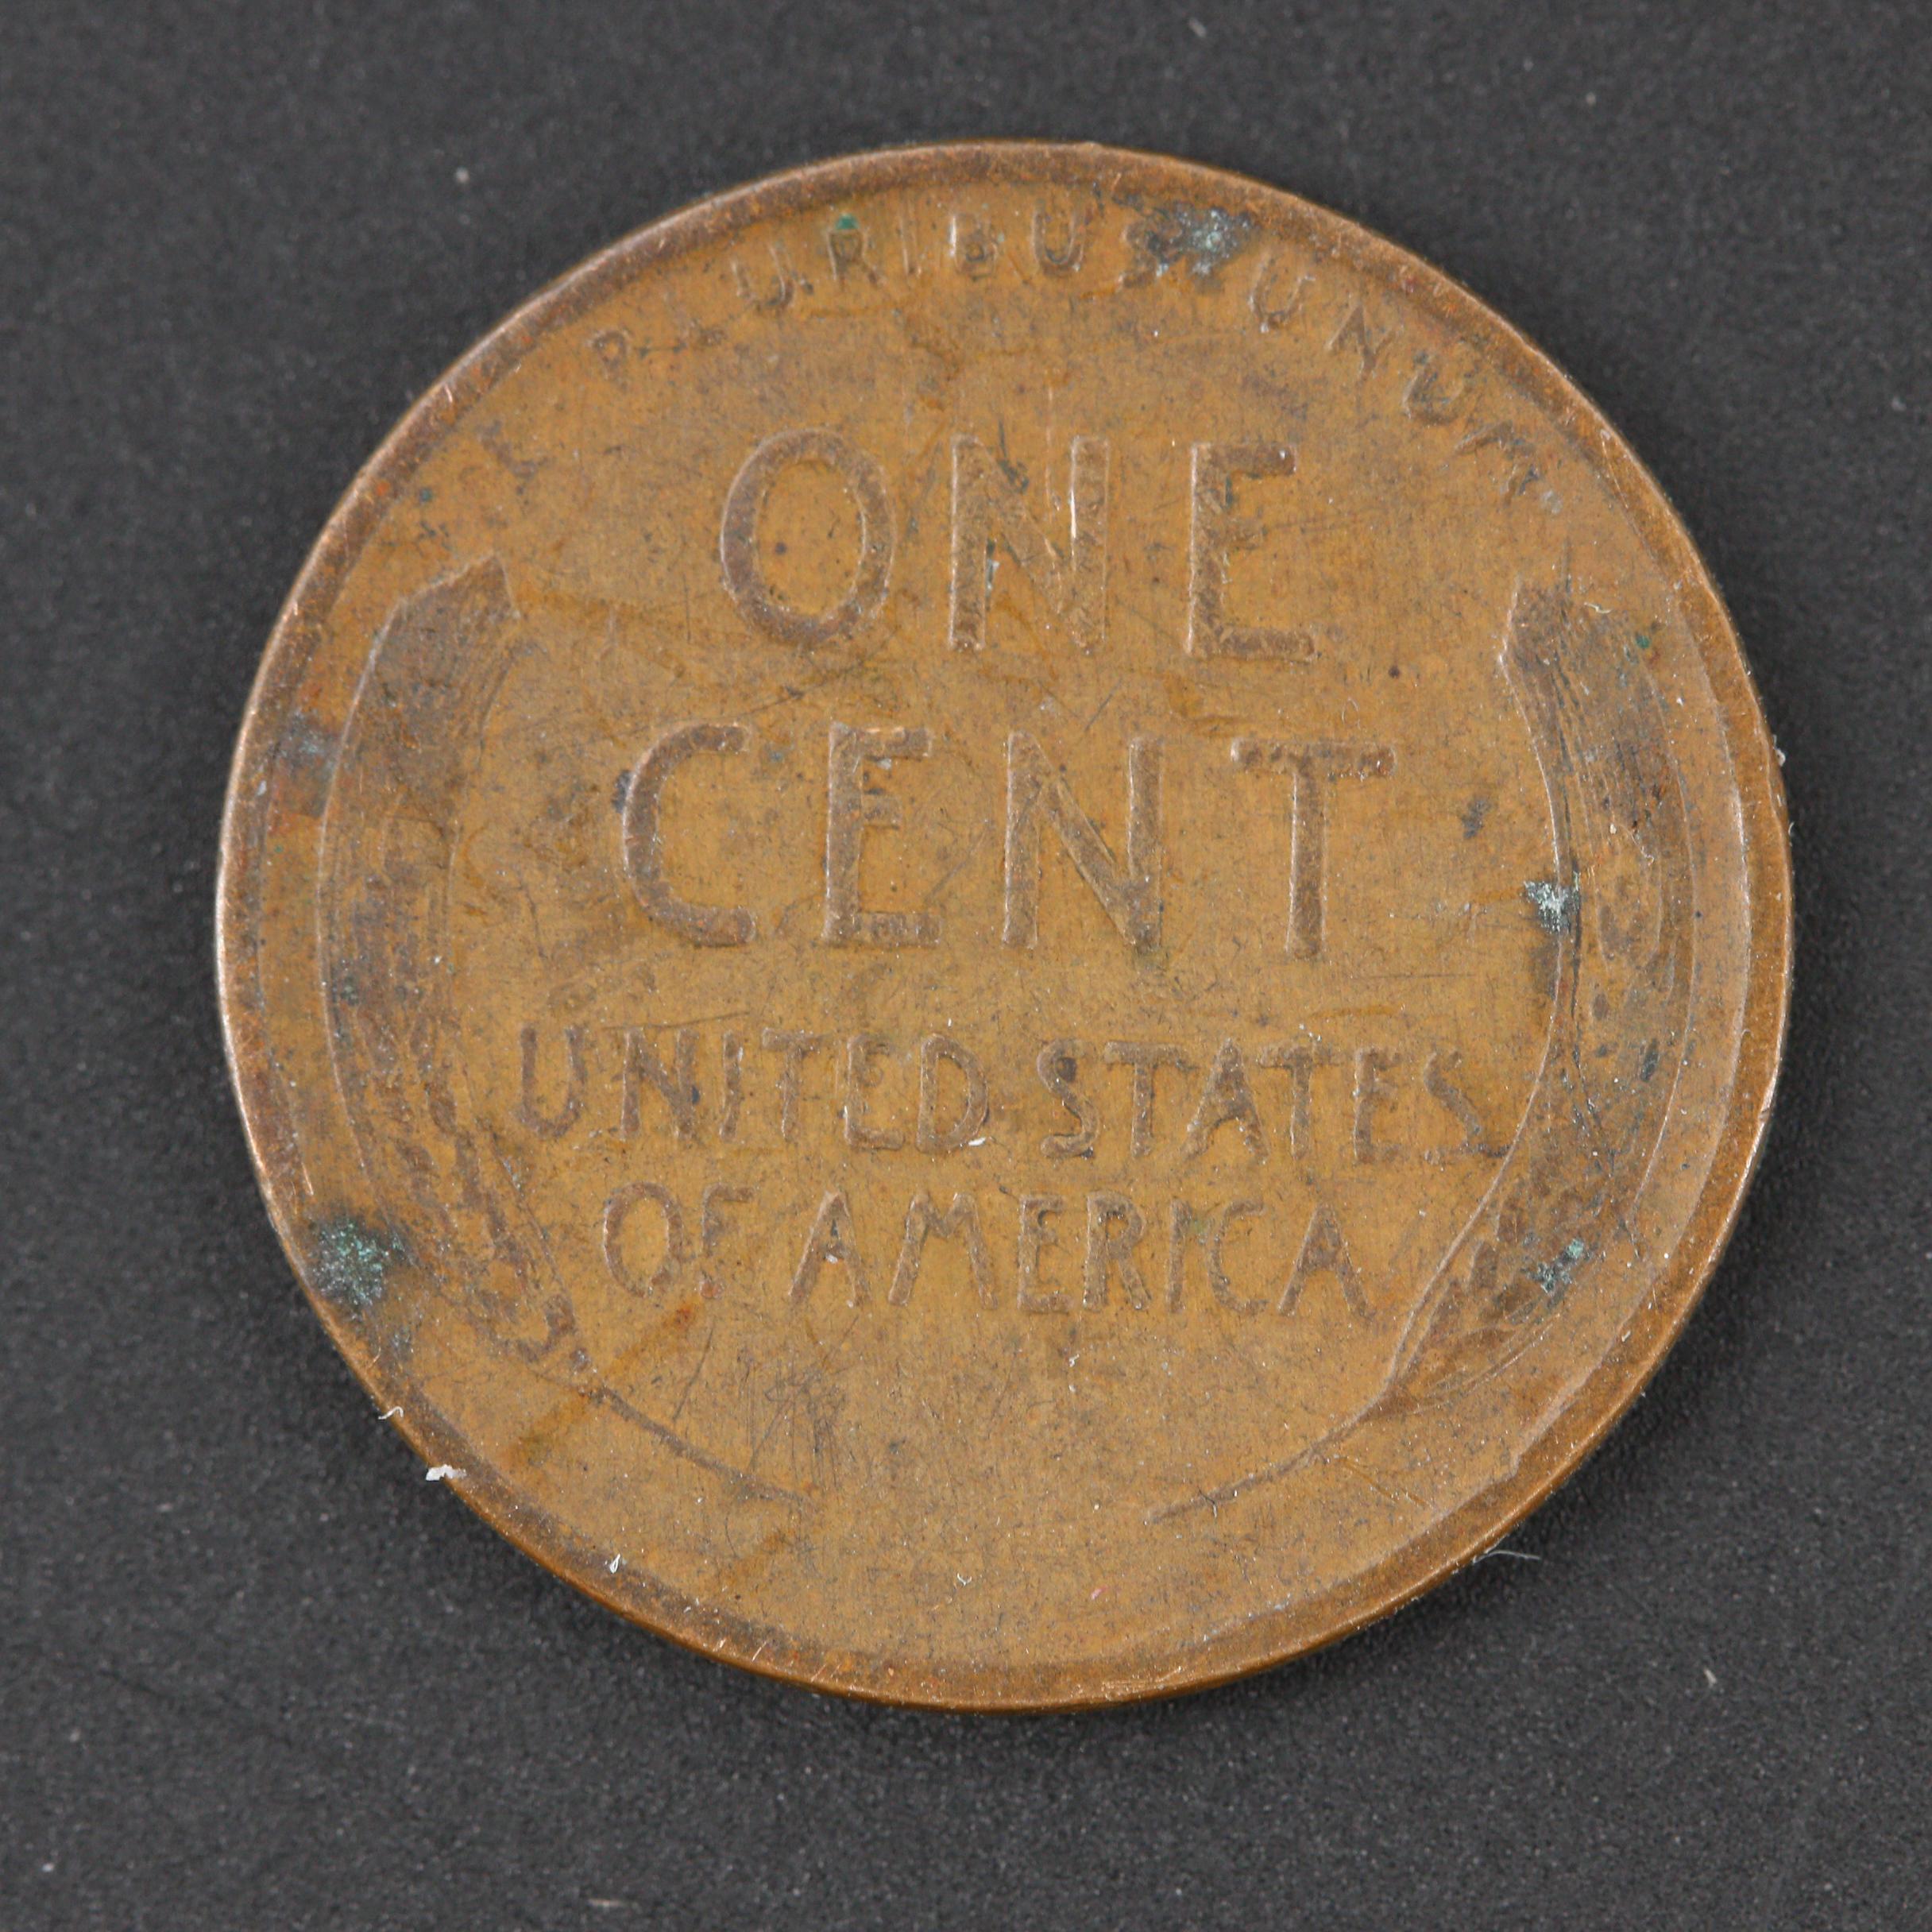 E PLURIBUS UNUM
ONE
CENT
UNITED STATES
OF AMERICA